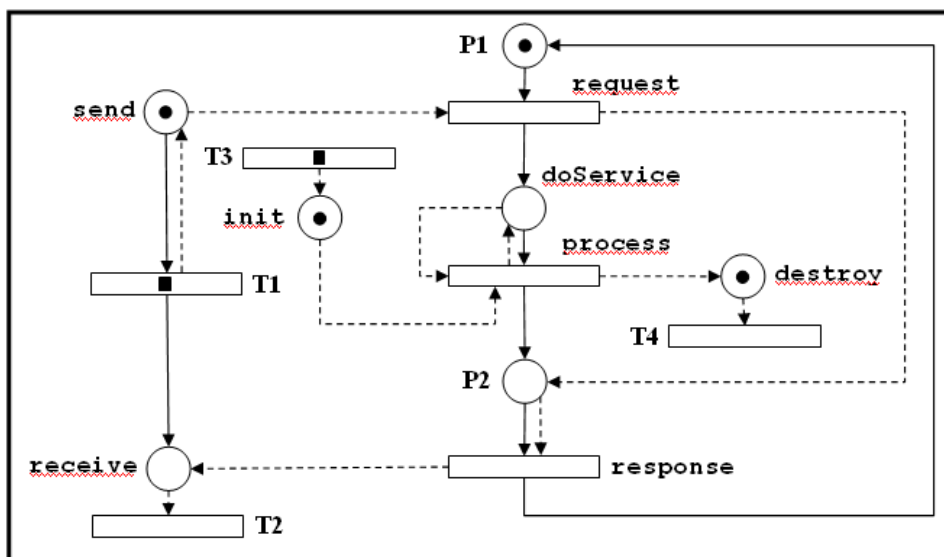 P1
request
send
T3
doService
init
process
destroy
T1
T4
P2
receive
response
T2